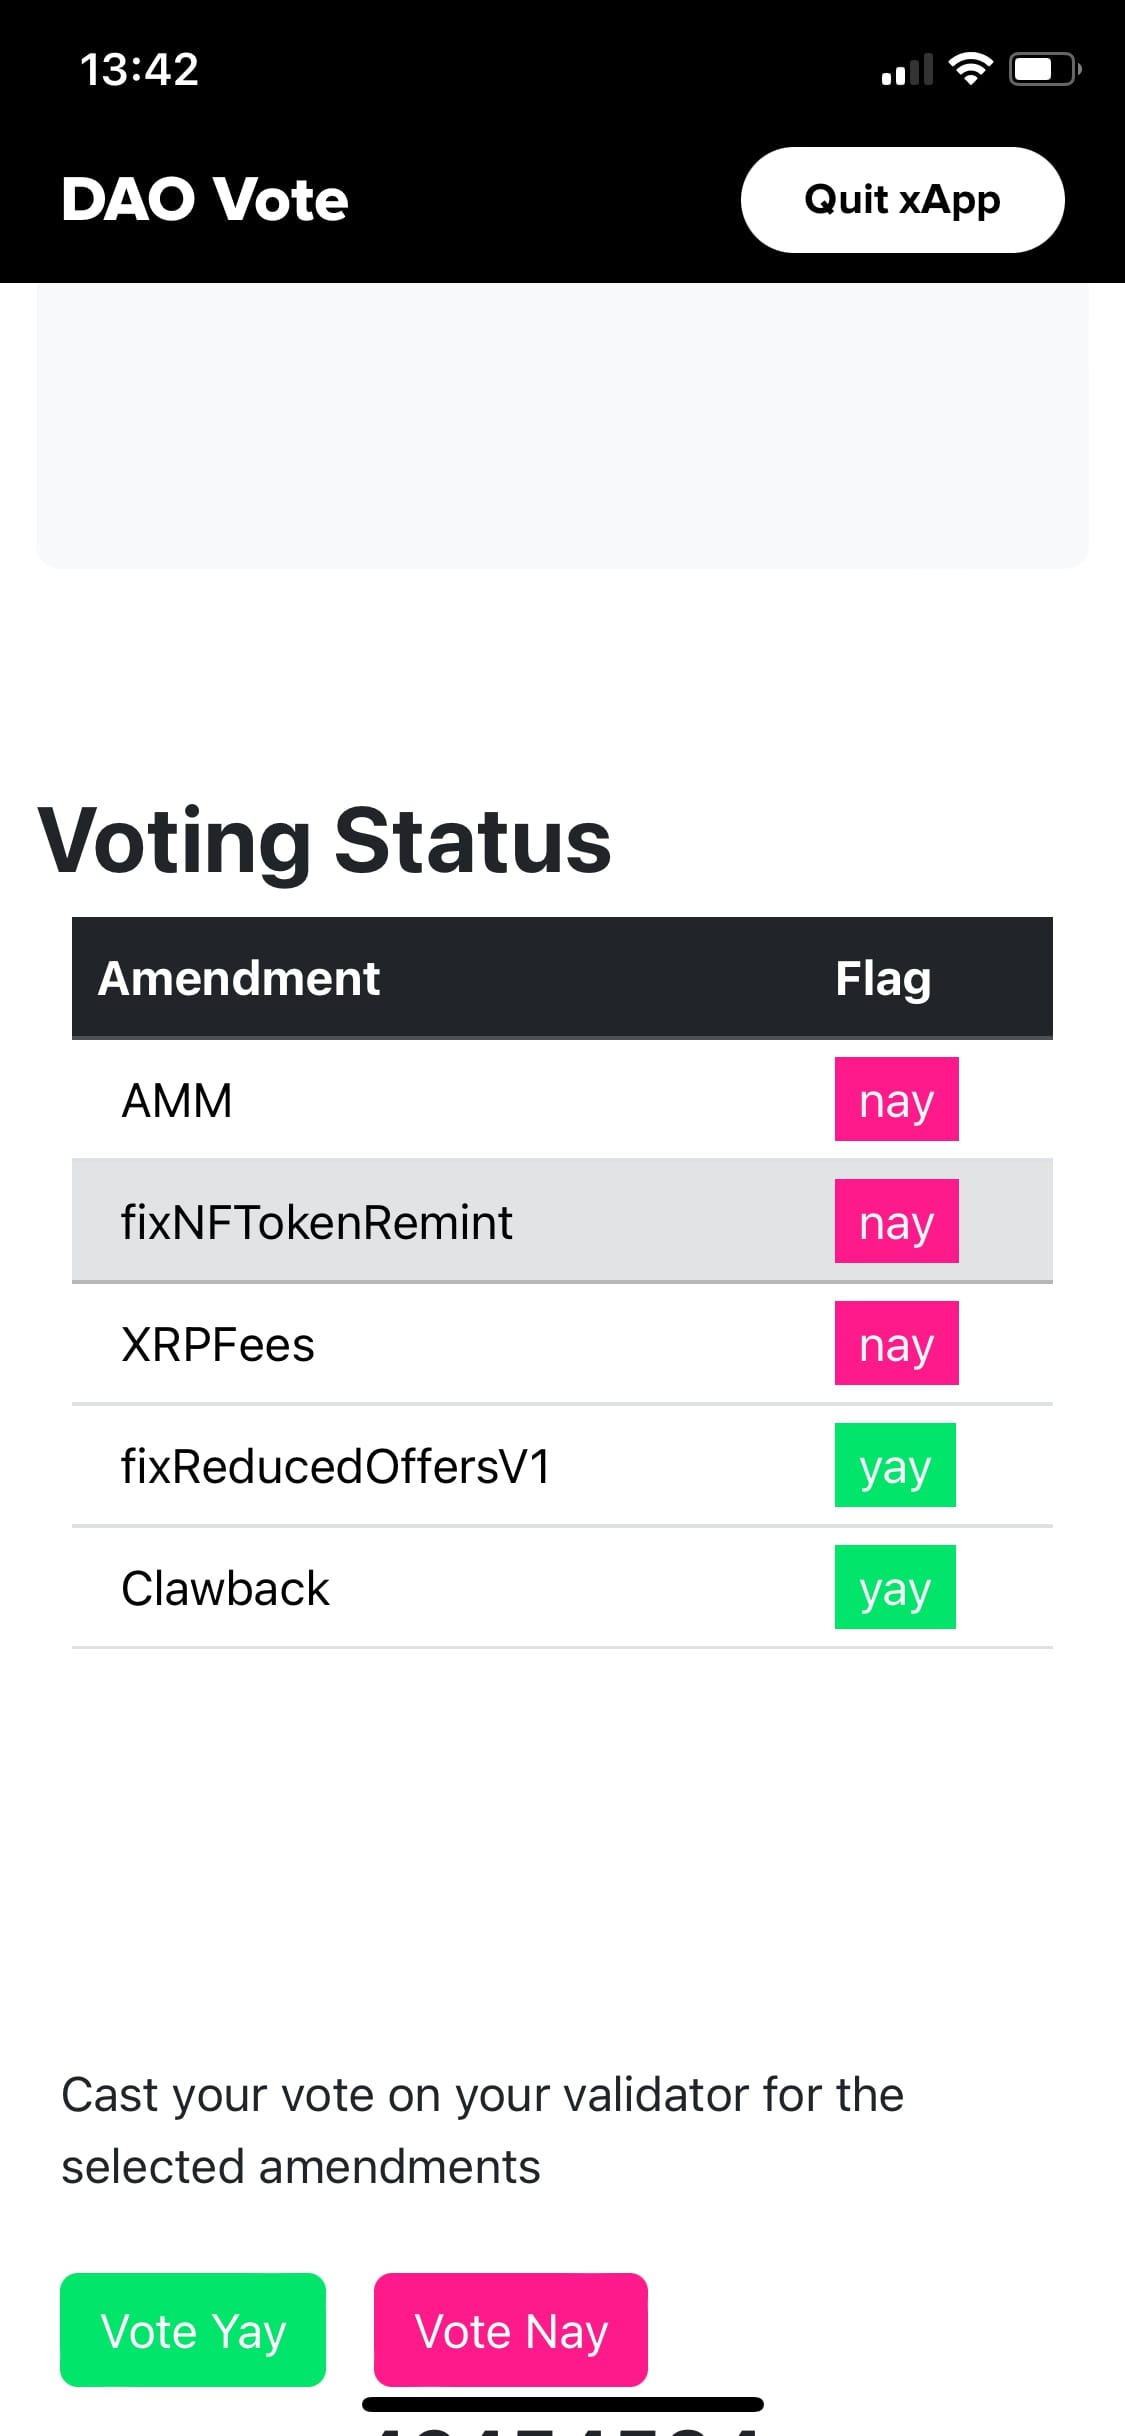 13:42
DAO Vote
Quit xApp
Voting Status
Amendment Flag
AMM nay
fixNFTokenRemint nay
XRPFees nay
fixReducedOffersV1 yay
Clawback yay
Cast your vote on your validator for the
selected amendments
Vote Yay Vote Nay